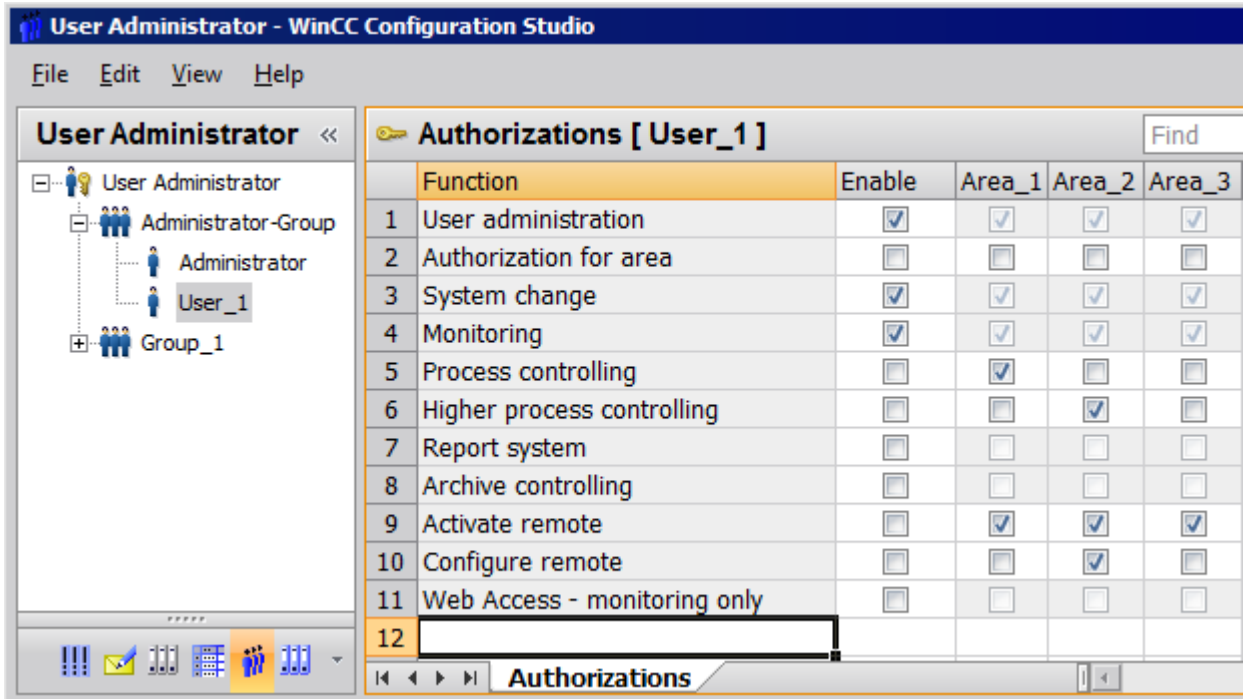 User Administrator - WinCC Configuration Studio
File Edit View Help
User Administrator «
User Administrator
Administrator-Group
Administrator
User_1
Group_1
Authorizations [ User_1 ]
Find
Function Enable Area_1 Area_2 Area_3
1 User administration
2 Authorization for area
3 System change
4 Monitoring
5 Process controlling
6 Higher process controlling
7 Report system
8 Archive controlling
9 Activate remote
10 Configure remote
11 Web Access - monitoring only
12
Authorizations